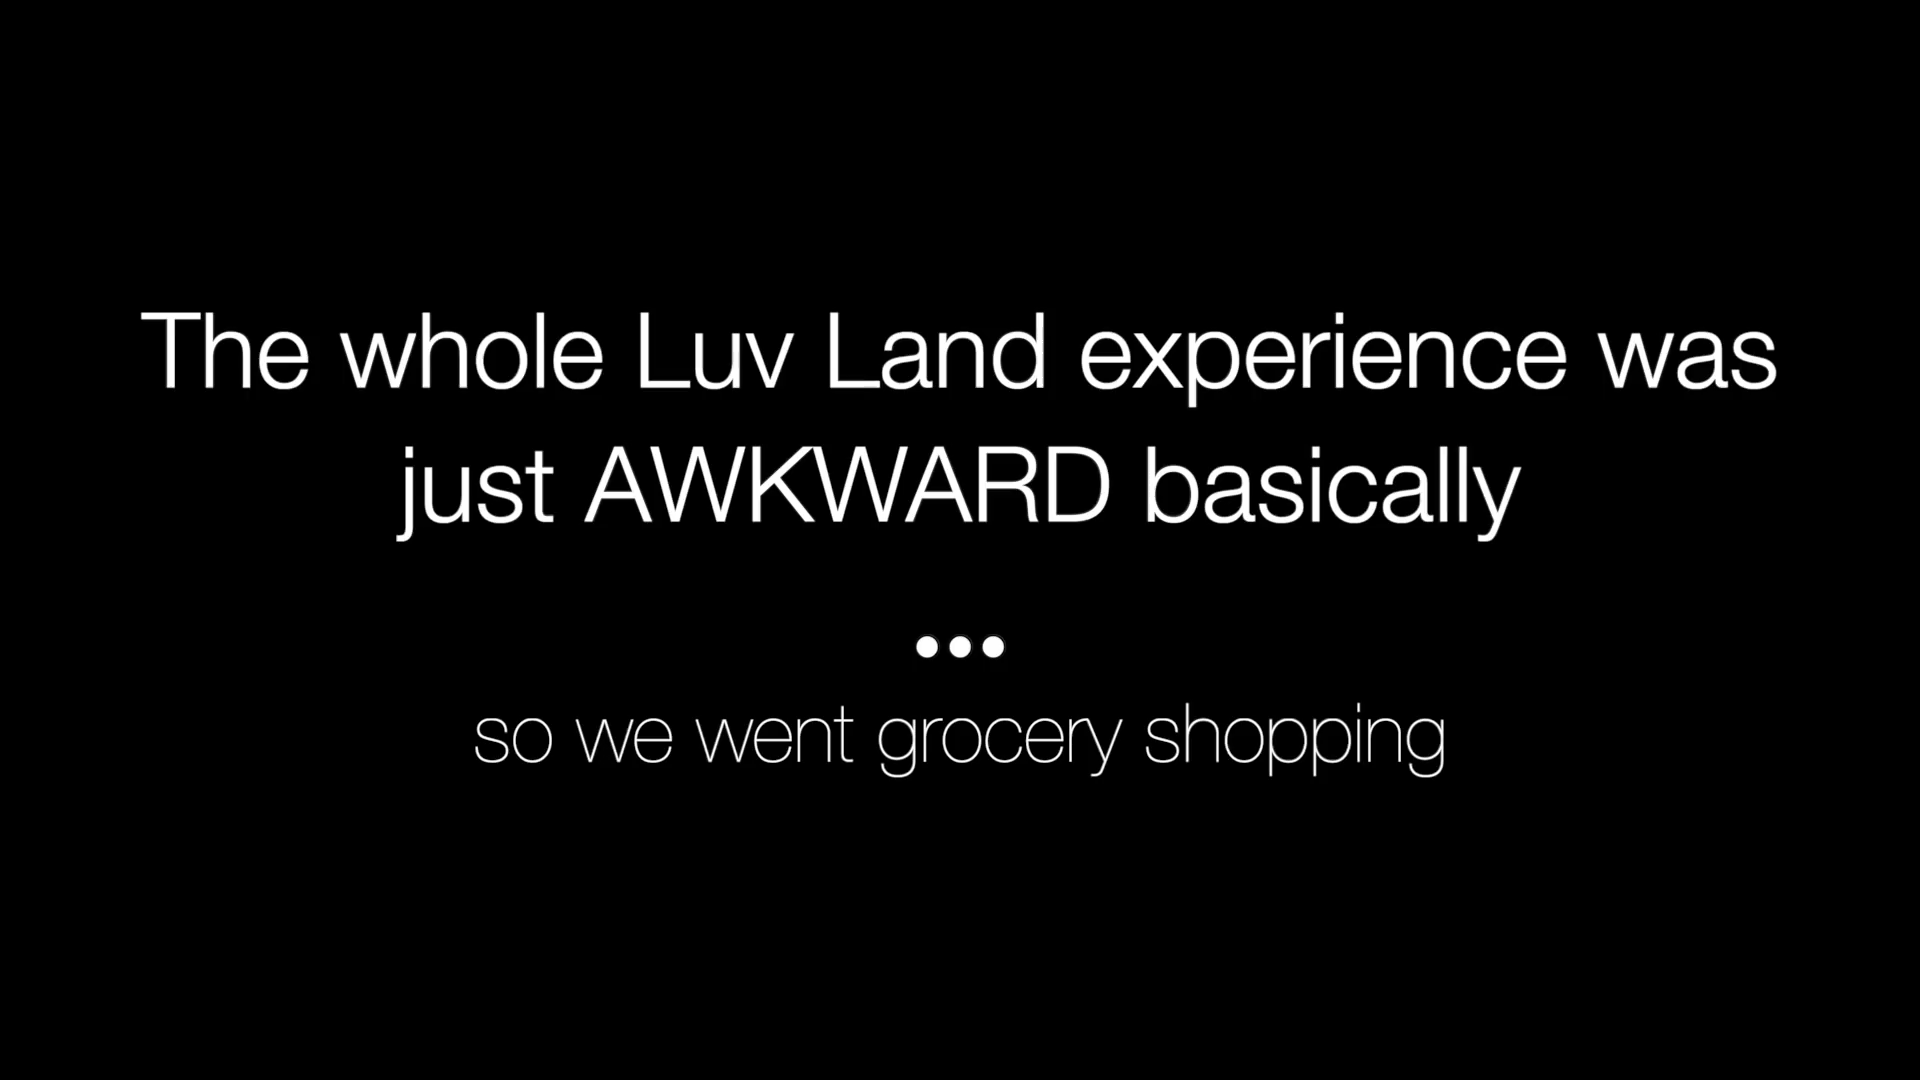 The whole Luv Land experience was
just AWKWARD basically
•••
so we went grocery shopping